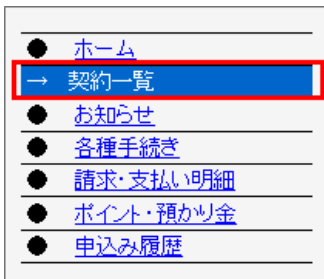 ● ホーム
→ 契約一覧
● お知らせ
● 各種手続き
● 請求・支払い明細
● ポイント・預かり金
● 申込み履歴